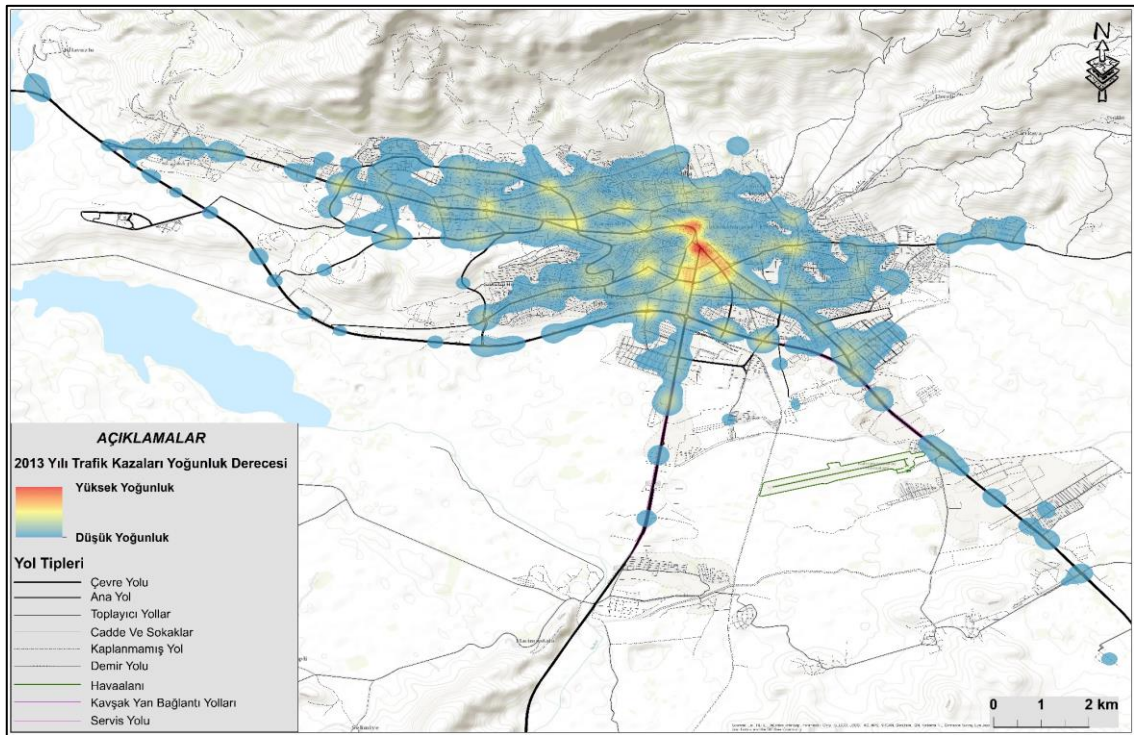 N
AÇIKLAMALAR
2013 Yılı Trafik Kazaları Yoğunluk Derecesi
Yüksek Yoğunluk
Düşük Yoğunluk
Yol Tipleri
Çevre Yolu
Ana Yol
Toplayıcı Yollar
Cadde Ve Sokaklar
Kaplanmamış Yol
Demir Yolu
Havaalanı
Kavşak Yan Bağlantı Yolları
Servis Yolu
0 1 2 km